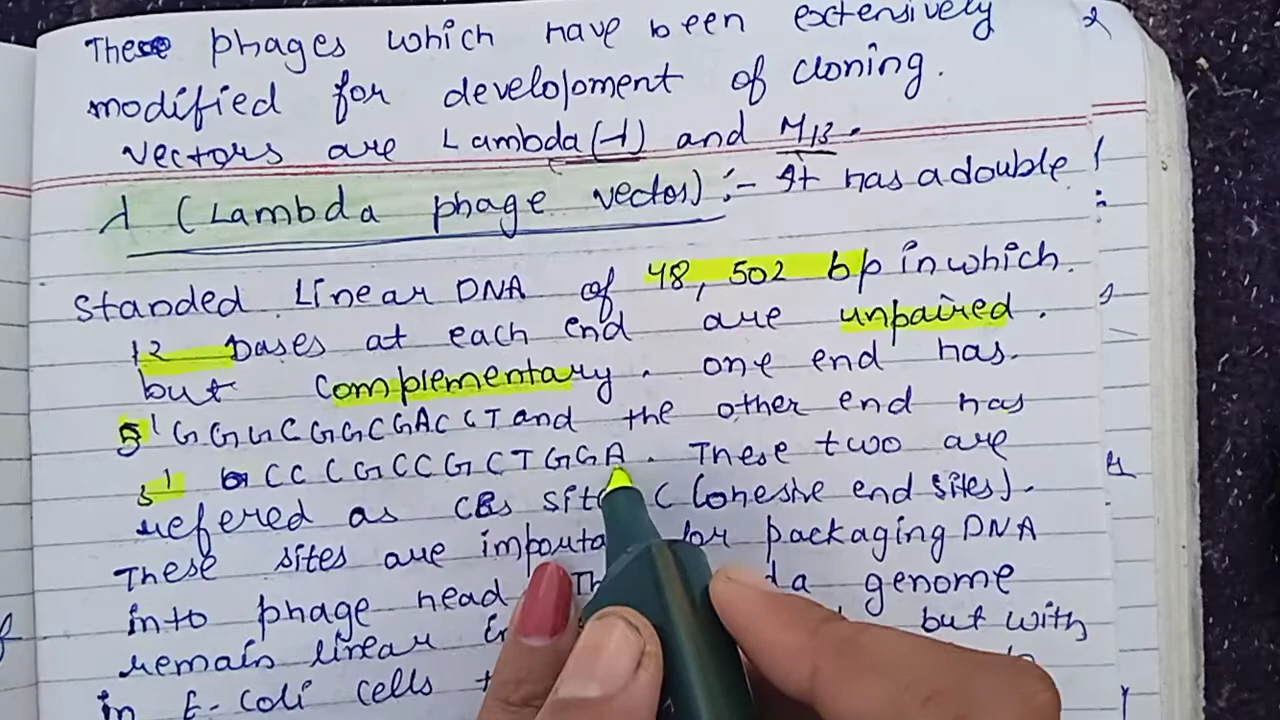 These phages which have been extensively
modified for development of cloning.
vectors are Lambda (λ) and M13.
λ (Lambda phage vector) :- It has a double
standed Linear DNA of 48,502 bp in which.
12 bases at each end are unpaired.
but complementary. one end has.
5' GGGCGGCGACCT and the other end has
5' CCCGCCGCTGGA. These two are
refered as cos sites (Cohesive end sites).
These sites are important for packaging DNA
into phage head genome
remain linear in but with
in E-coli cells